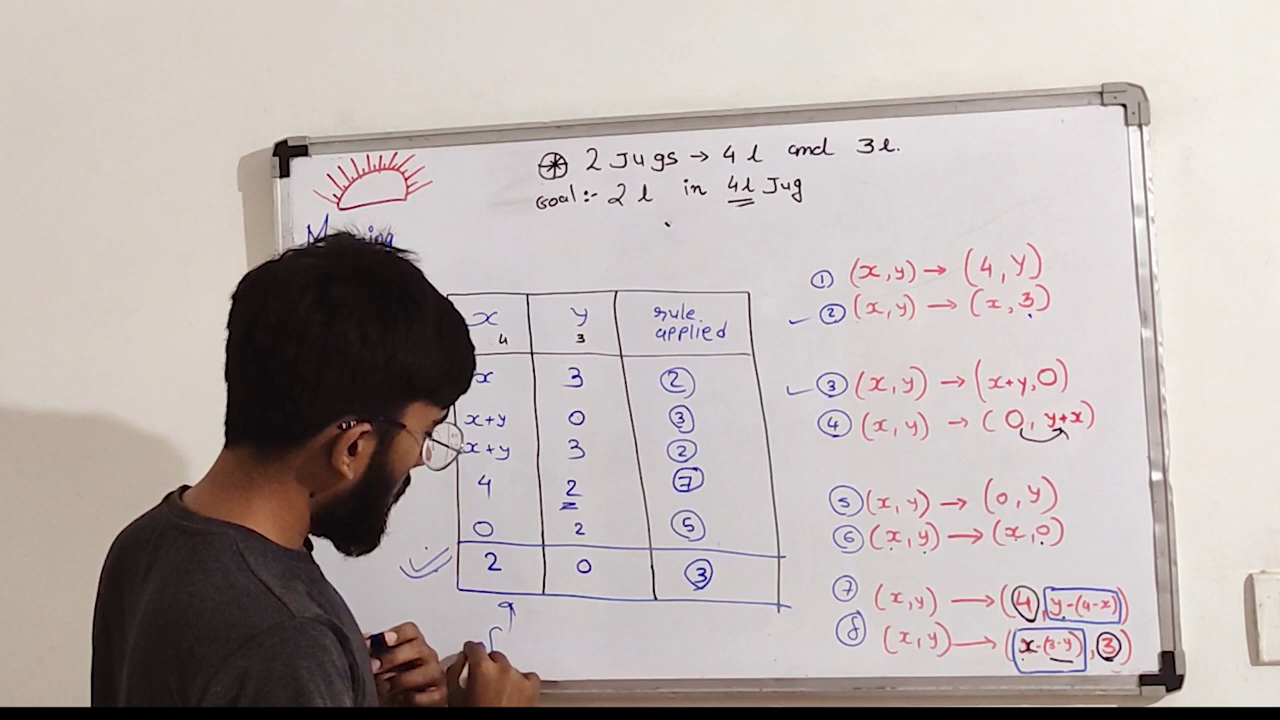 ⊛ 2 Jugs → 4 l and 3 l.
Goal:- 2 l in 4l Jug
x y rule applied
4 3
x 3 ②
x+y 0 ③
x+y 3 ②
4 2 ⑦
0 2 ⑤
2 0 ③
① (x,y) → (4, Y)
② (x, y) → (x, 3)
③ (x, y) → (x+y, 0)
④ (x, y) → (0, y+x)
⑤ (x, y) → (0, y)
⑥ (x, y) → (x, 0)
⑦ (x, y) → (4, y-(4-x))
⑧ (x, y) → (x-(3-y), 3)